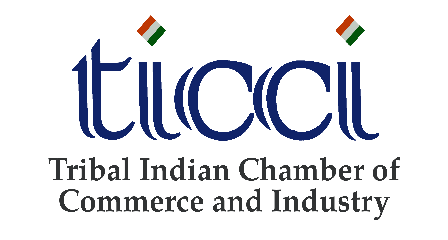 ticci
Tribal Indian Chamber of
Commerce and Industry